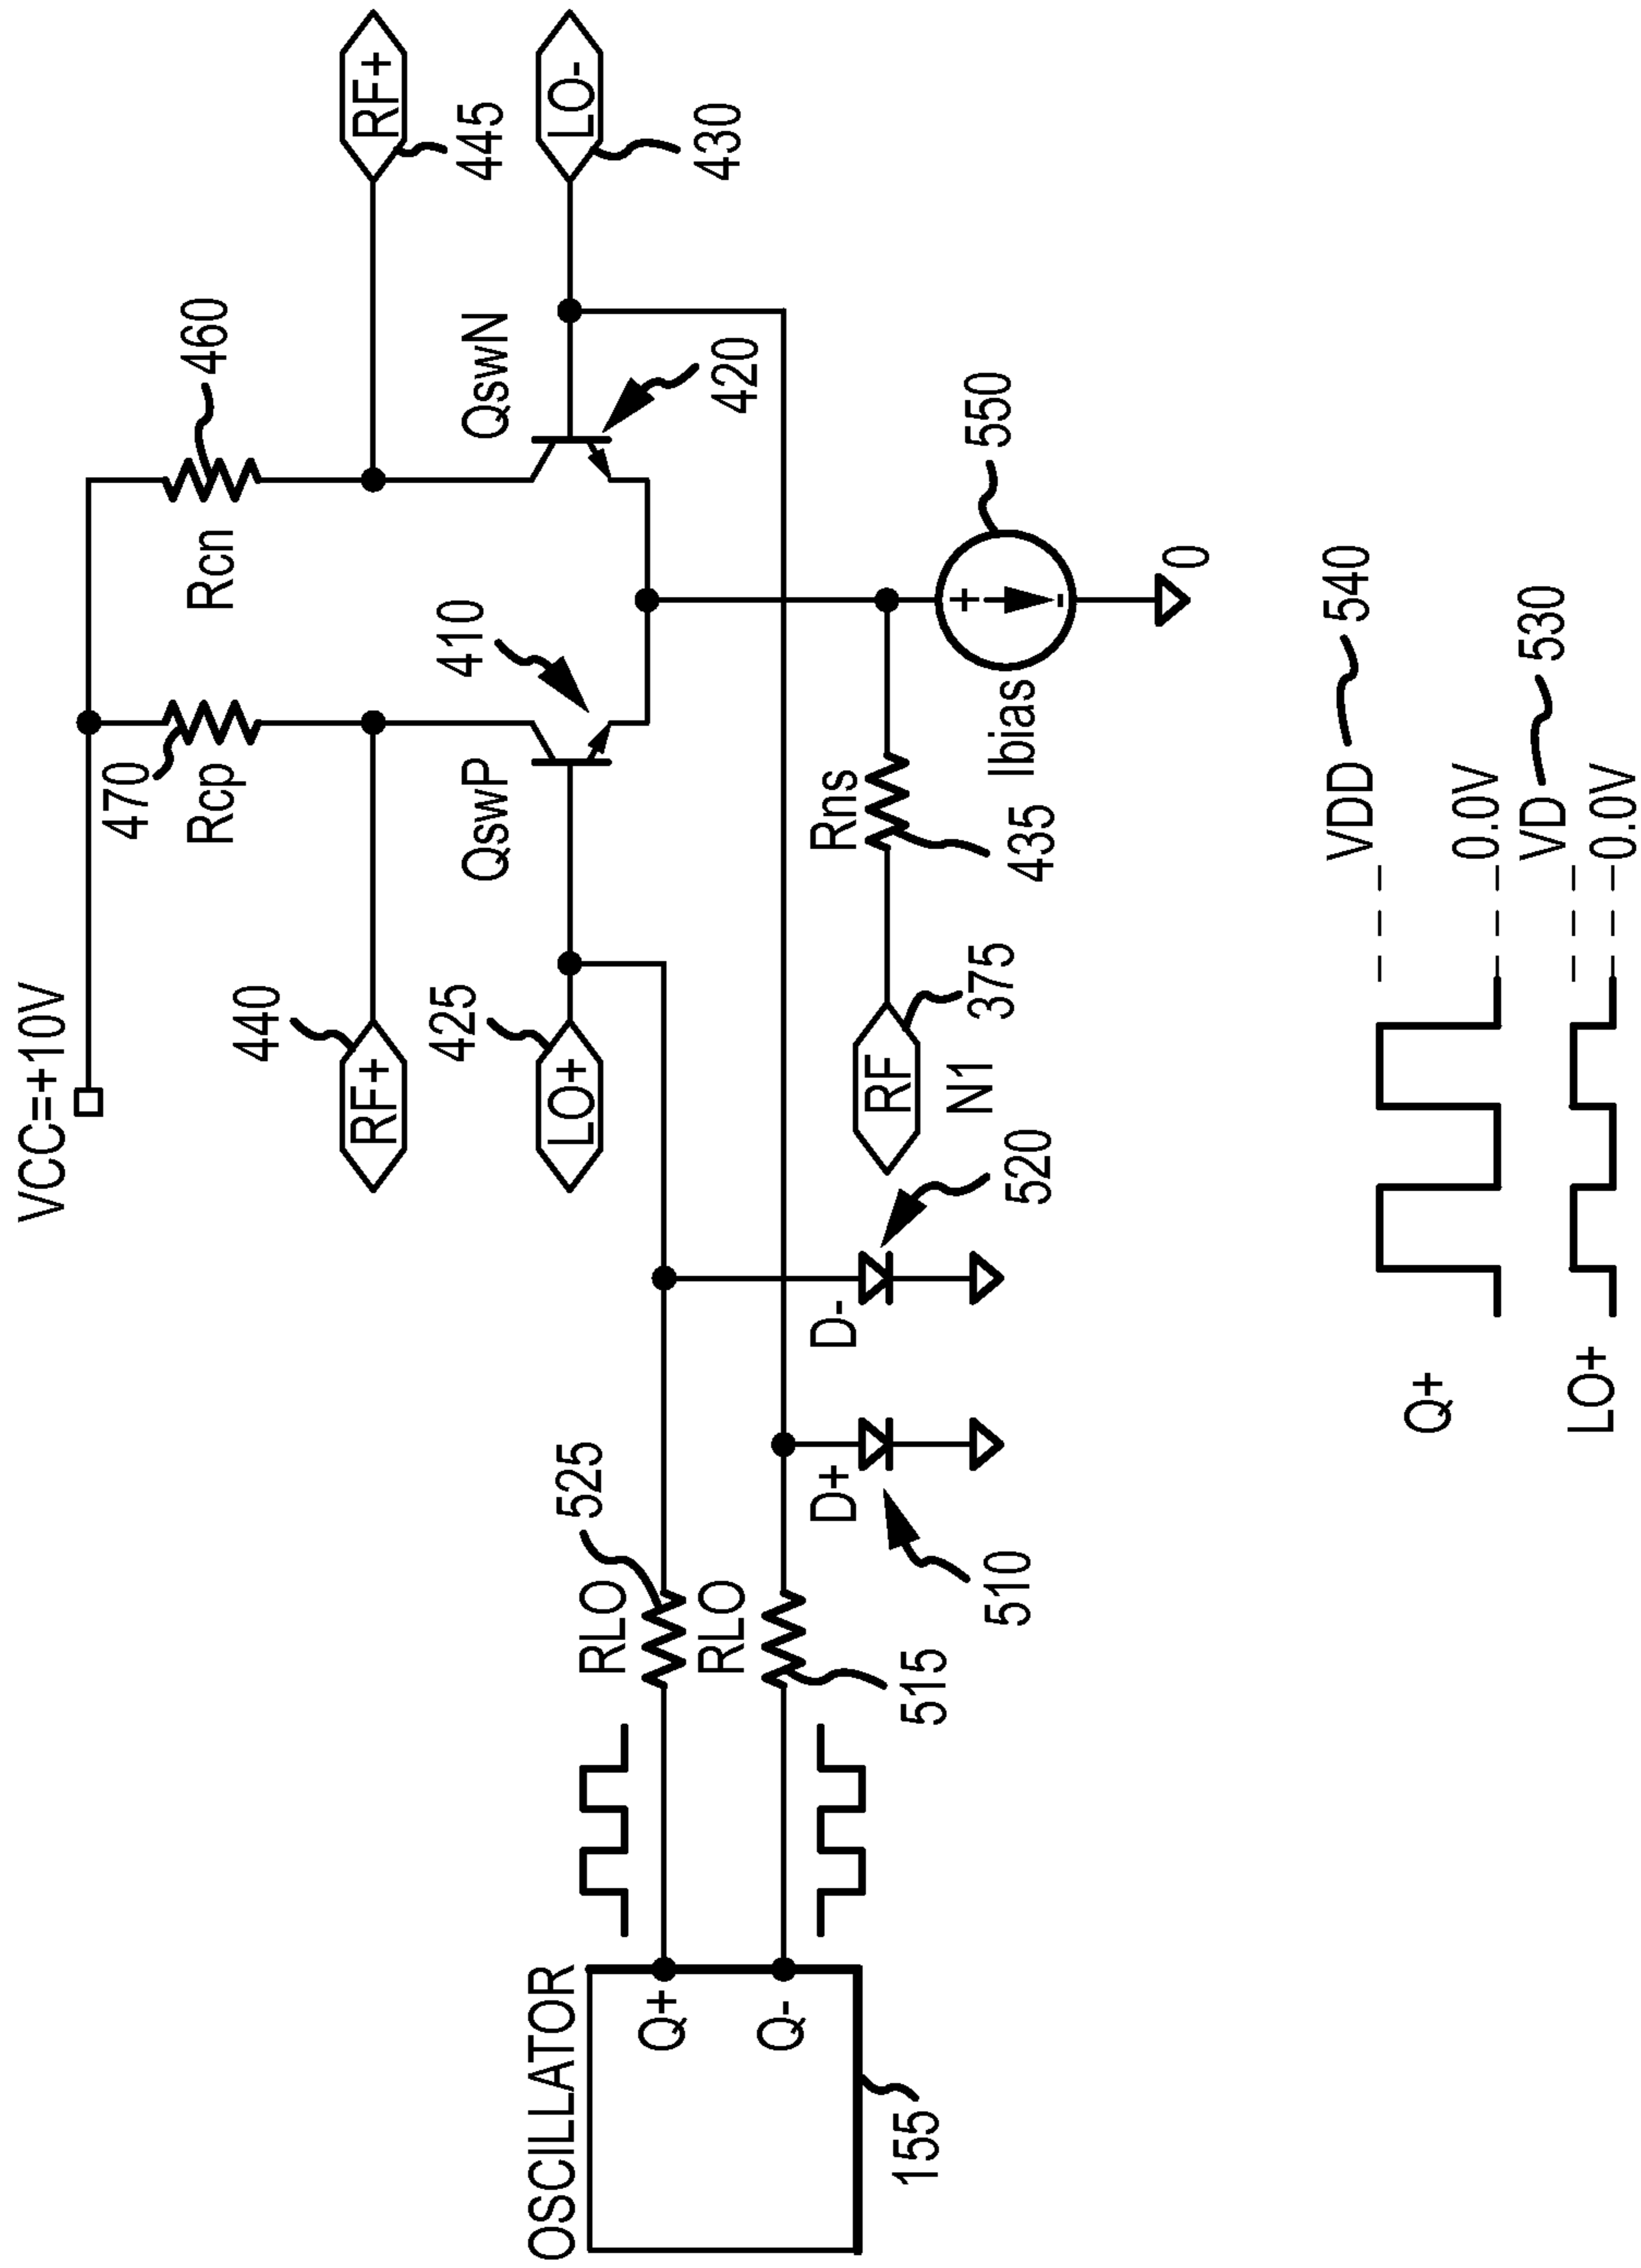 VCC=+10V
470
Rcp
Rcn
460
440
RF+
RF+
445
410
QswP
QswN
425
LO+
LO-
430
420
OSCILLATOR
Q+
Q-
155
RLO
525
RLO
515
D+
510
D-
520
RF
375
N1
Rns
435
Ibias
+
-
550
0
Q+
VDD
540
0.0V
LO+
VD
530
0.0V